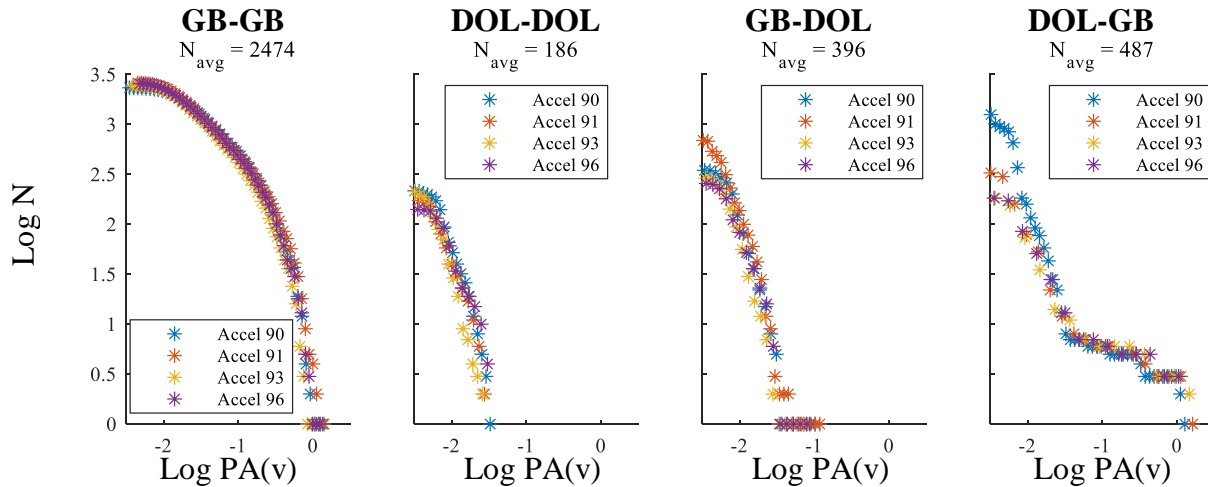 GB-GB DOL-DOL GB-DOL DOL-GB
N_avg = 2474 N_avg = 186 N_avg = 396 N_avg = 487
3.5
3
2.5
2
1.5
1
0.5
0
Log N
Accel 90
Accel 91
Accel 93
Accel 96
-2 -1 0
Log PA(v)
Accel 90
Accel 91
Accel 93
Accel 96
-2 -1 0
Log PA(v)
Accel 90
Accel 91
Accel 93
Accel 96
-2 -1 0
Log PA(v)
Accel 90
Accel 91
Accel 93
Accel 96
-2 -1 0
Log PA(v)